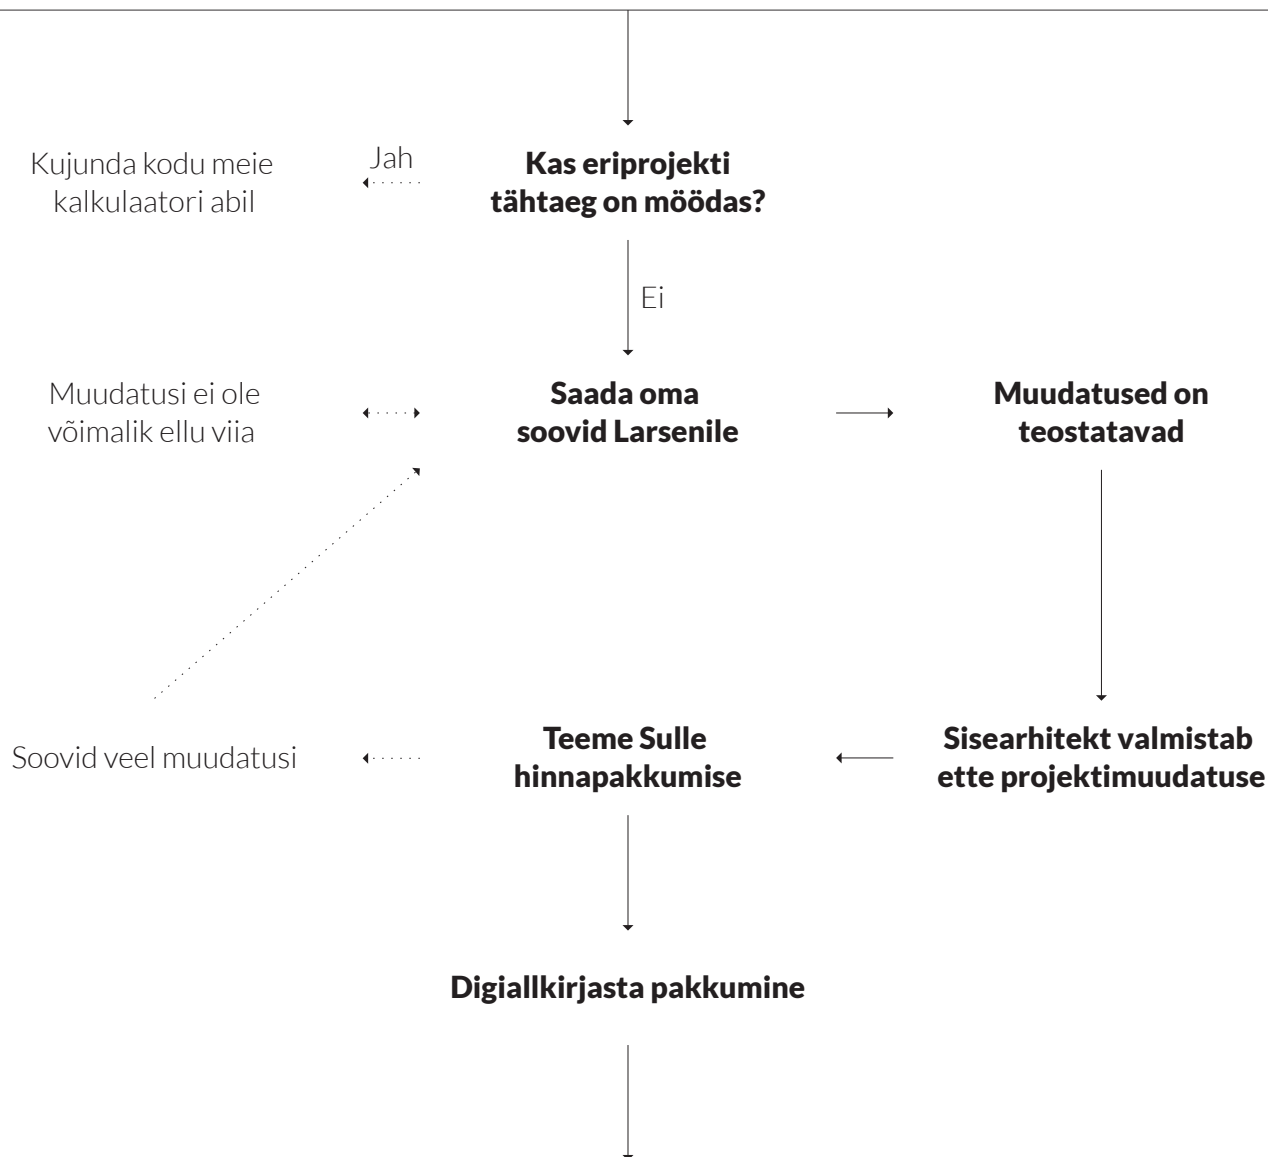 Kujunda kodu meie
kalkulaatori abil
Jah
Kas eriprojekti
tähtaeg on möödas?
Ei
Muudatusi ei ole
võimalik ellu viia
Saada oma
soovid Larsenile
Muudatused on
teostatavad
Soovid veel muudatusi
Teeme Sulle
hinnapakkumise
Sisearhitekt valmistab
ette projektimuudatuse
Digiallkirjasta pakkumine